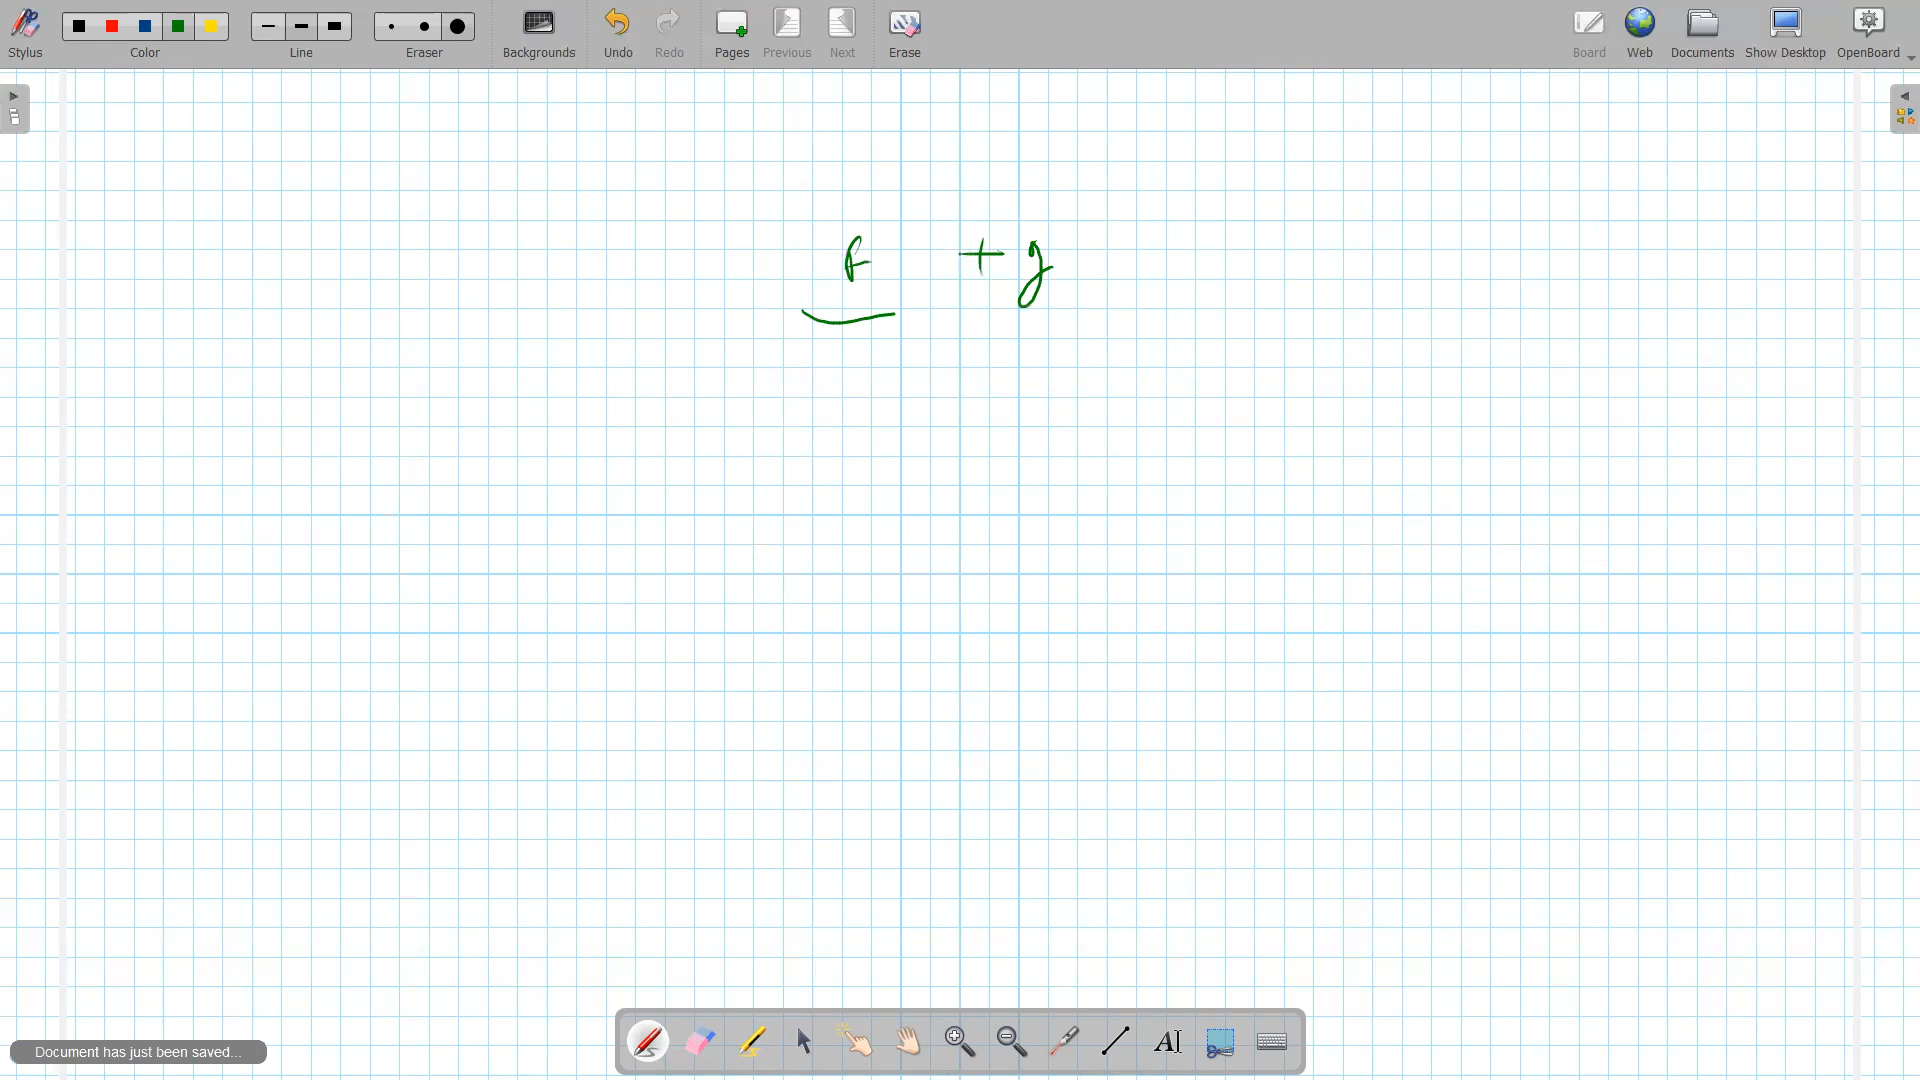 Stylus Color Line Eraser Backgrounds Undo Redo Pages Previous Next Erase Board Web Documents Show Desktop OpenBoard
f + g
A
Document has just been saved...